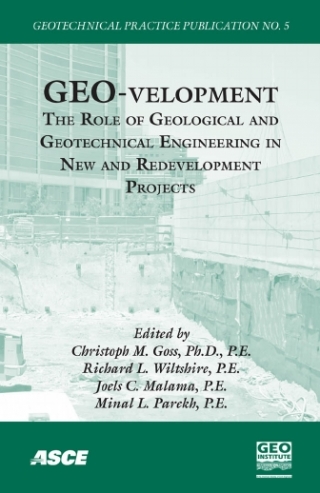 GEOTECHNICAL PRACTICE PUBLICATION NO. 5
GEO-VELOPMENT
THE ROLE OF GEOLOGICAL AND
GEOTECHNICAL ENGINEERING IN
NEW AND REDEVELOPMENT
PROJECTS
Edited by
Christoph M. Goss, Ph.D., P.E.
Richard L. Wiltshire, P.E.
Joels C. Malama, P.E.
Minal L. Parekh, P.E.
ASCE
GEO
INSTITUTE